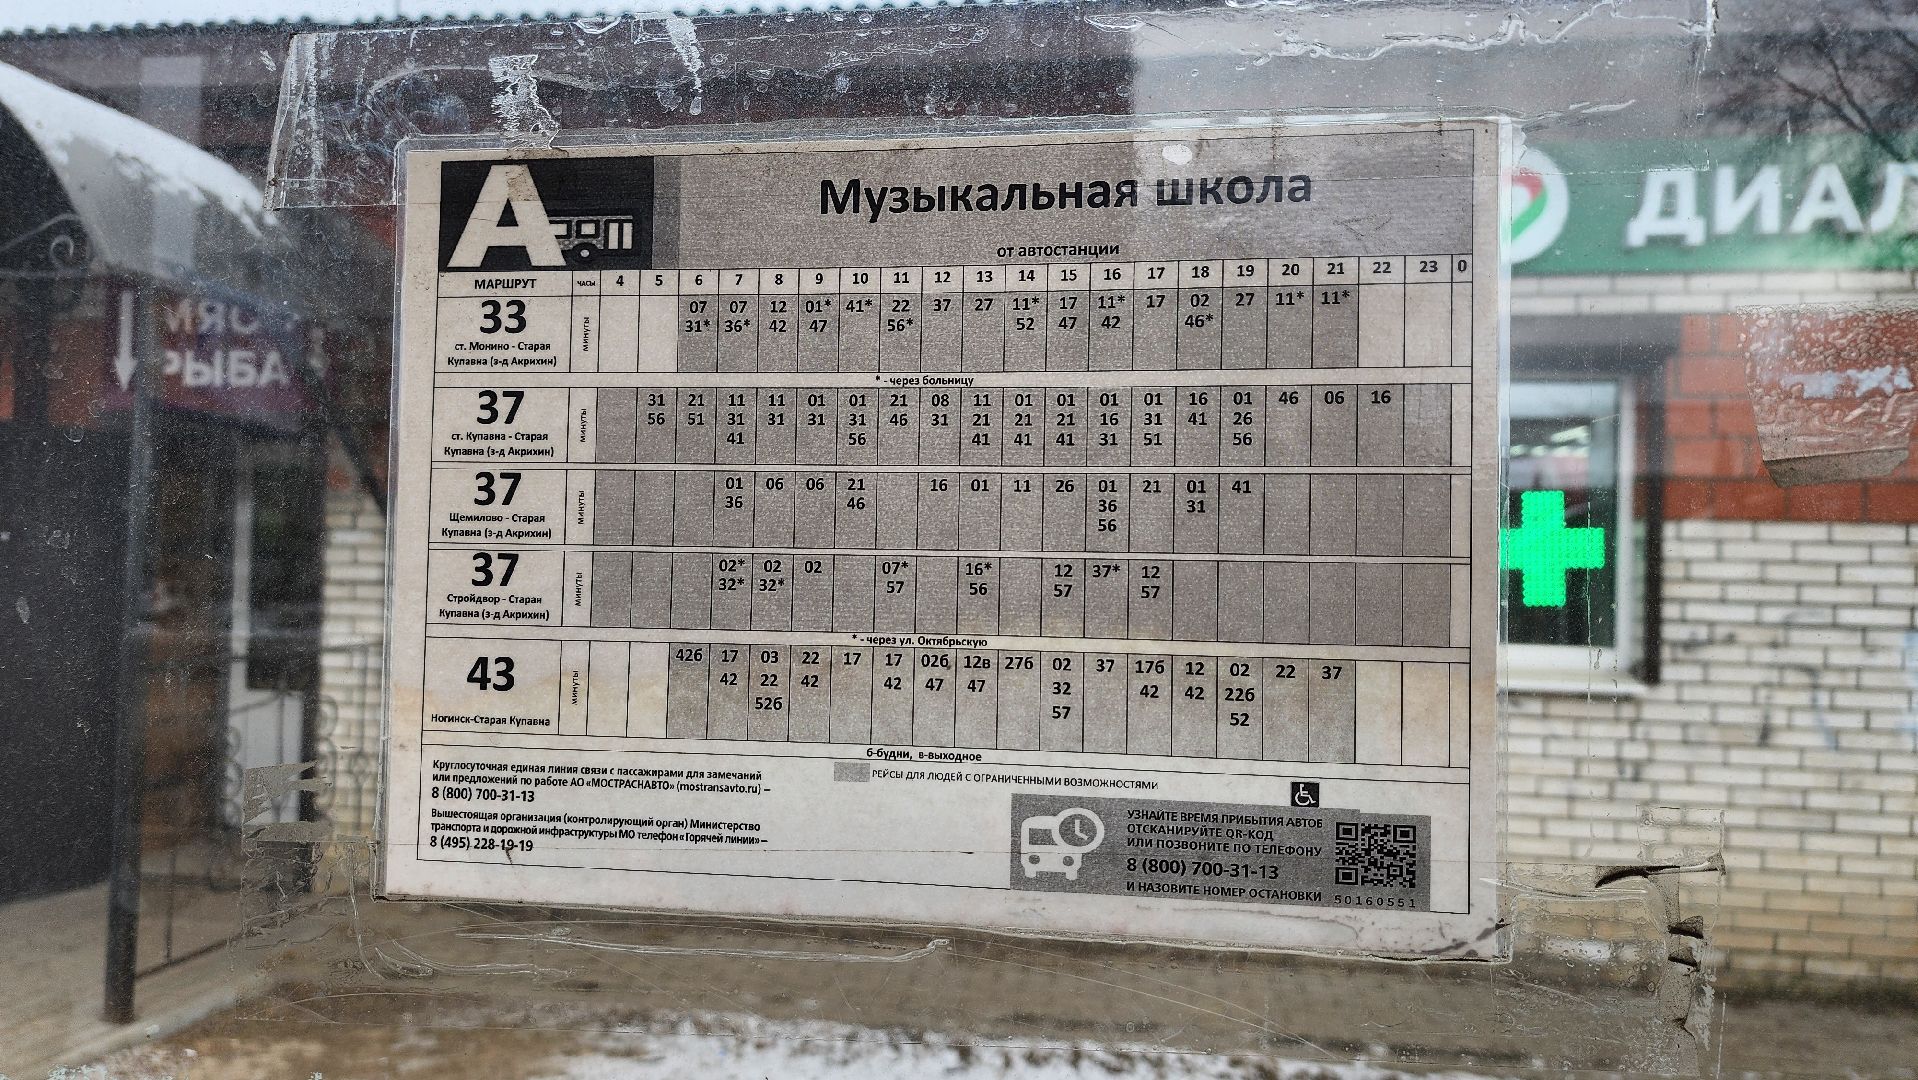 А
Музыкальная школа
от автостанции
МАРШРУТ ЧАСЫ 4 5 6 7 8 9 10 11 12 13 14 15 16 17 18 19 20 21 22 23 0
33 минуты 07 07 12 01* 41* 22 37 27 11* 17 11* 17 02 27 11* 11*
31* 36* 42 47 56* 52 47 42 46*
ст. Монино - Старая
Купавна (з-д Акрихин)
* - через больницу
37 минуты 31 21 11 11 01 01 21 08 11 01 01 01 01 16 01 46 06 16
56 51 31 31 31 31 46 31 21 21 21 16 31 41 26
41 56 41 41 41 31 51 56
ст. Купавна - Старая
Купавна (з-д Акрихин)
37 минуты 01 06 06 21 16 01 11 26 01 21 01 41
36 46 36 31
56
Щемилово - Старая
Купавна (з-д Акрихин)
37 минуты 02* 02 02 07* 16* 12 37* 12
32* 32* 57 56 57 57
Стройдвор - Старая
Купавна (з-д Акрихин)
* - через ул. Октябрьскую
43 минуты 42б 17 03 22 17 17 02б 12в 27б 02 37 17б 12 02 22 37
42 22 42 42 47 47 32 42 42 22б
52б 57 52
Ногинск-Старая Купавна
б-будни, в-выходное
РЕЙСЫ ДЛЯ ЛЮДЕЙ С ОГРАНИЧЕННЫМИ ВОЗМОЖНОСТЯМИ
Круглосуточная единая линия связи с пассажирами для замечаний
или предложений по работе АО «МОСТРАСНАВТО» (mostransavto.ru) –
8 (800) 700-31-13
Вышестоящая организация (контролирующий орган) Министерство
транспорта и дорожной инфраструктуры МО телефон «Горячей линии» –
8 (495) 228-19-19
УЗНАЙТЕ ВРЕМЯ ПРИБЫТИЯ АВТОБ
ОТСКАНИРУЙТЕ QR-КОД
ИЛИ ПОЗВОНИТЕ ПО ТЕЛЕФОНУ
8 (800) 700-31-13
И НАЗОВИТЕ НОМЕР ОСТАНОВКИ 50160551
МЯСО
РЫБА
ДИАЛ